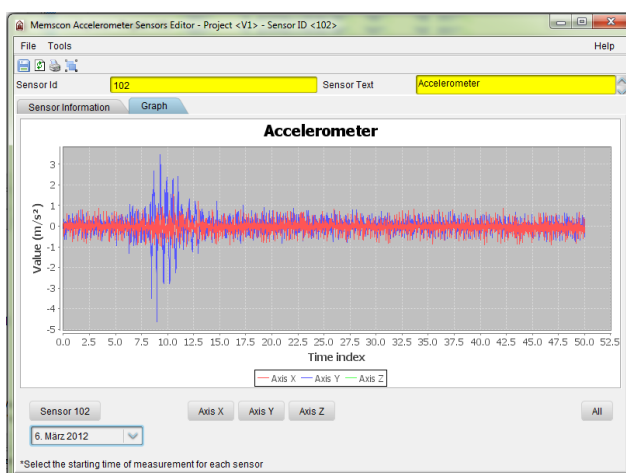 Memscon Accelerometer Sensors Editor - Project <V1> - Sensor ID <102>
File Tools Help
Sensor Id 102 Sensor Text Accelerometer
Sensor Information Graph
Accelerometer
Value (m/s²)
3
2
1
0
-1
-2
-3
-4
-5
0.0 2.5 5.0 7.5 10.0 12.5 15.0 17.5 20.0 22.5 25.0 27.5 30.0 32.5 35.0 37.5 40.0 42.5 45.0 47.5 50.0 52.5
Time index
Axis X Axis Y Axis Z
Sensor 102 Axis X Axis Y Axis Z All
6. März 2012
*Select the starting time of measurement for each sensor